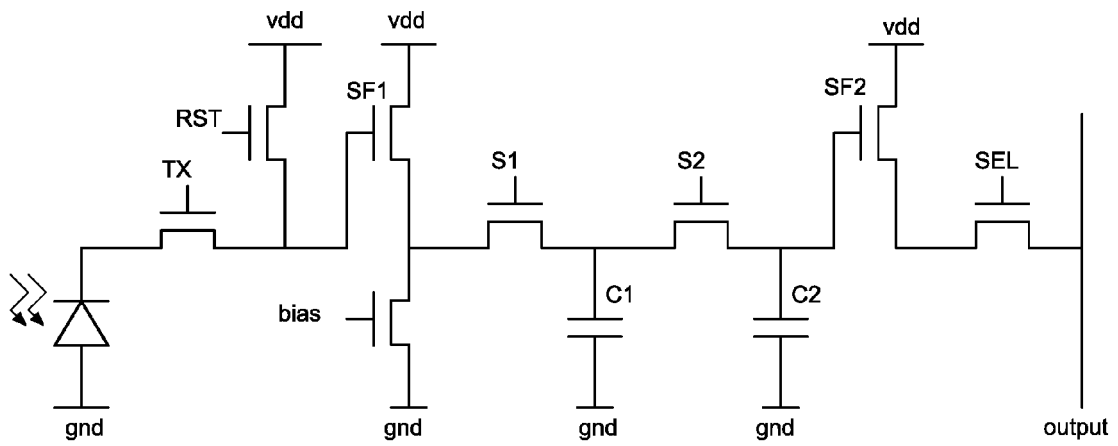 vdd
vdd
vdd
SF1
SF2
RST
TX
S1
S2
SEL
bias
C1
C2
gnd
gnd
gnd
gnd
output